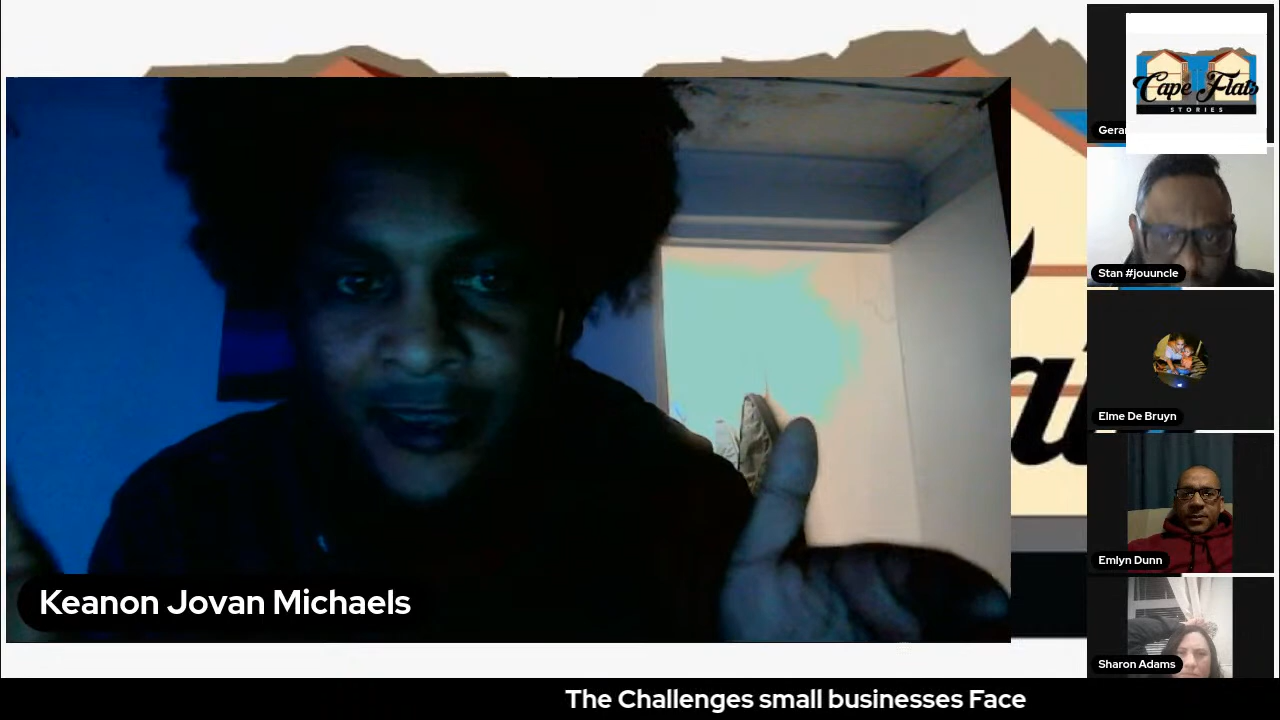 Cape Flats
STORIES
Stan #jouuncle
Elme De Bruyn
Emlyn Dunn
Sharon Adams
Keanon Jovan Michaels
The Challenges small businesses Face